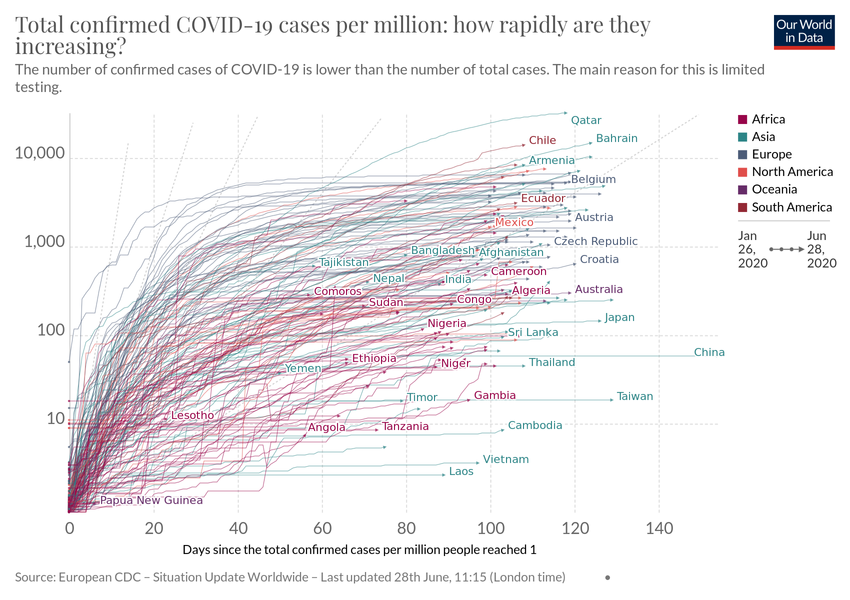 Total confirmed COVID-19 cases per million: how rapidly are they
increasing?
Our World
in Data
The number of confirmed cases of COVID-19 is lower than the number of total cases. The main reason for this is limited
testing.
Qatar
Africa
Chile
Bahrain
Asia
10,000
Armenia
Europe
Belgium
North America
Oceania
Ecuador
South America
Mexico
Austria
Jan
26,
2020
Jun
28,
2020
1,000
Bangladesh
Afghanistan
Czech Republic
Tajikistan
Croatia
Nepal
India
Cameroon
Comoros
Algeria
Australia
Sudan
Congo
Japan
100
Nigeria
Sri Lanka
China
Ethiopia
Niger
Thailand
Yemen
Timor
Gambia
Taiwan
10
Lesotho
Angola
Tanzania
Cambodia
Vietnam
Laos
Papua New Guinea
0 20 40 60 80 100 120 140
Days since the total confirmed cases per million people reached 1
Source: European CDC – Situation Update Worldwide – Last updated 28th June, 11:15 (London time)